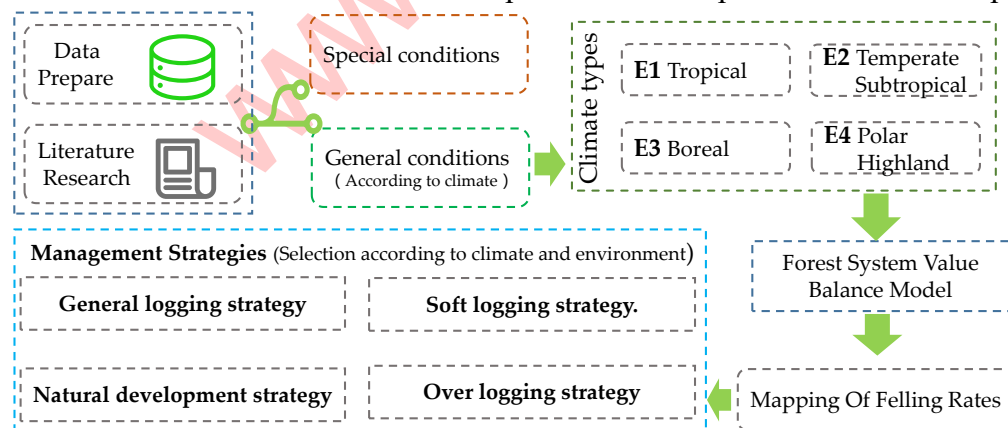 Data
Prepare
Literature
Research
Special conditions
General conditions
( According to climate )
Climate types
E1 Tropical
E2 Temperate
Subtropical
E3 Boreal
E4 Polar
Highland
Forest System Value
Balance Model
Mapping Of Felling Rates
Management Strategies (Selection according to climate and environment)
General logging strategy
Soft logging strategy.
Natural development strategy
Over logging strategy